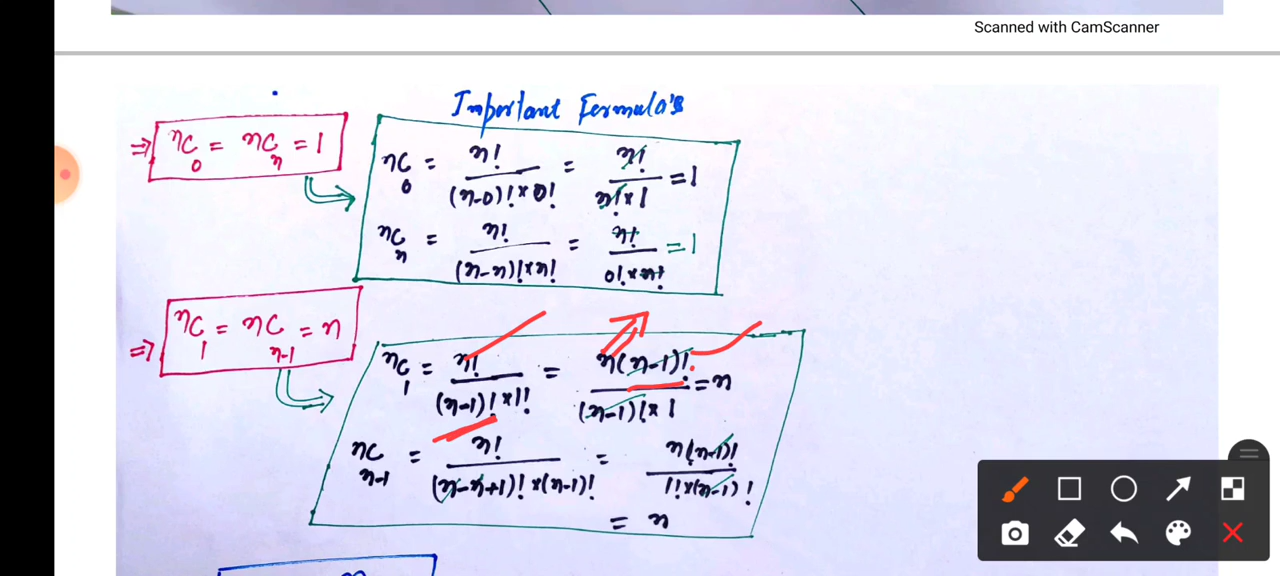 Scanned with CamScanner
Important Formula's
⇒ nC0 = nCn = 1
nC0 = n!/((n-0)! × 0!) = n!/(n! × 1) = 1
nCn = n!/((n-n)! × n!) = n!/(0! × n!) = 1
⇒ nC1 = nCn-1 = n
nC1 = n!/((n-1)! × 1!) = n(n-1)!/((n-1)! × 1) = n
nCn-1 = n!/((n-n+1)! × (n-1)!) = n(n-1)!/(1! × (n-1)!)
= n